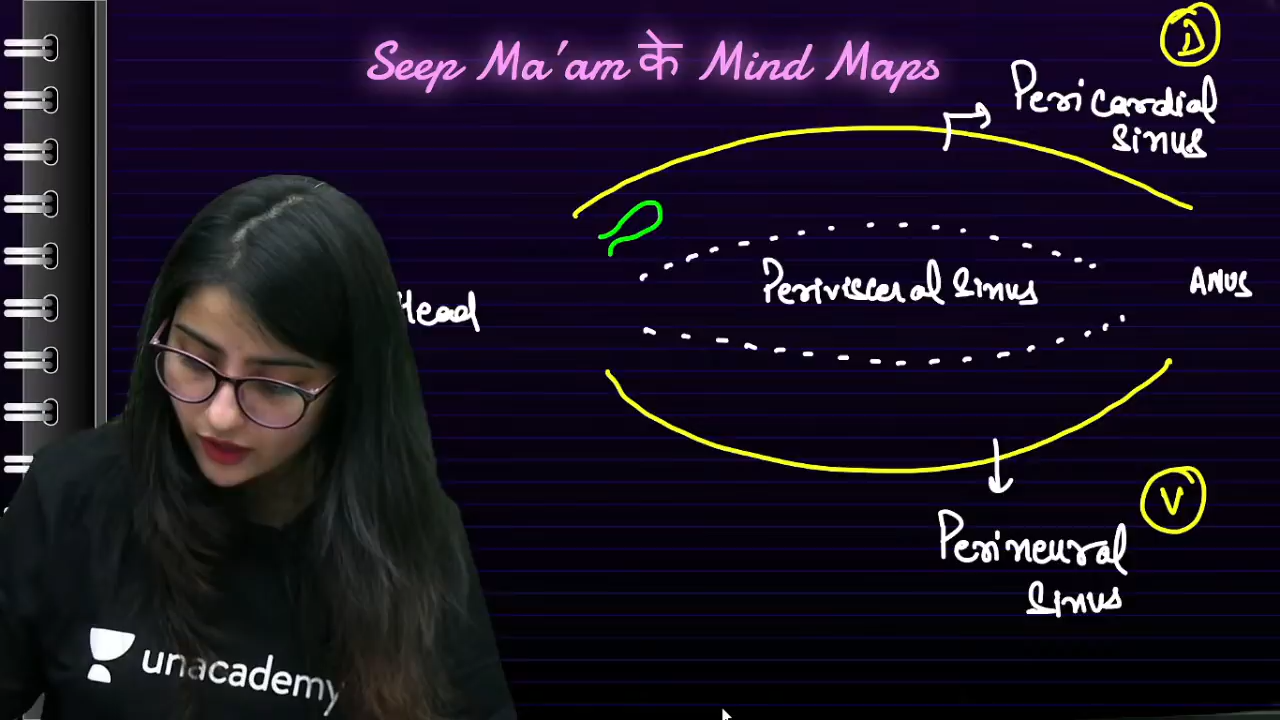 Seep Ma'am के Mind Maps
D
Pericardial
Sinus
Perivisceral Sinus
ANUS
Head
V
Perineural
Sinus
unacademy